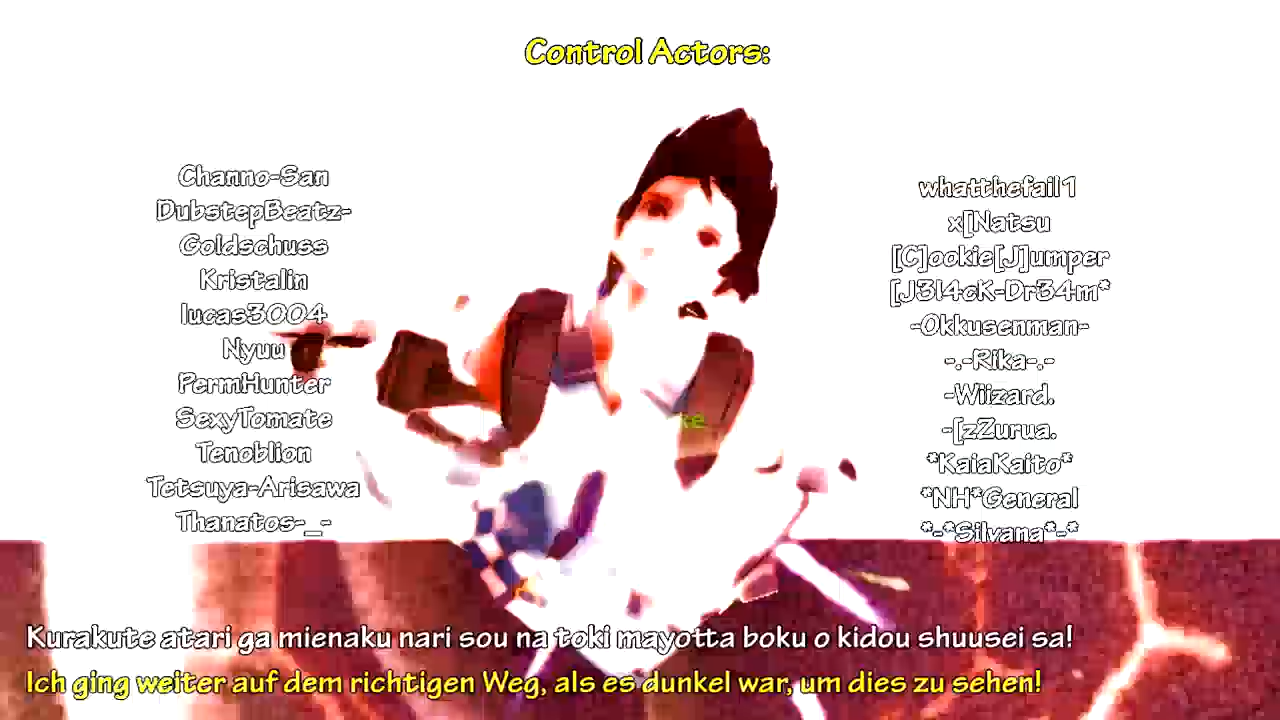 Control Actors:
Channo-San
DubstepBeatz-
Goldschuss
Kristalin
lucas3004
Nyuu
PermHunter
SexyTomate
Tenoblion
Tetsuya-Arisawa
Thanatos-_-
whatthefail1
x[Natsu
[C]ookie[J]umper
[J3l4cK-Dr34m*
-Okkusenman-
-.-Rika-.-
-Wiizard.
-[zZurua.
*KaiaKaito*
*NH*General
*-*Silvana*-*
Kurakute atari ga mienaku nari sou na toki mayotta boku o kidou shuusei sa!
Ich ging weiter auf dem richtigen Weg, als es dunkel war, um dies zu sehen!